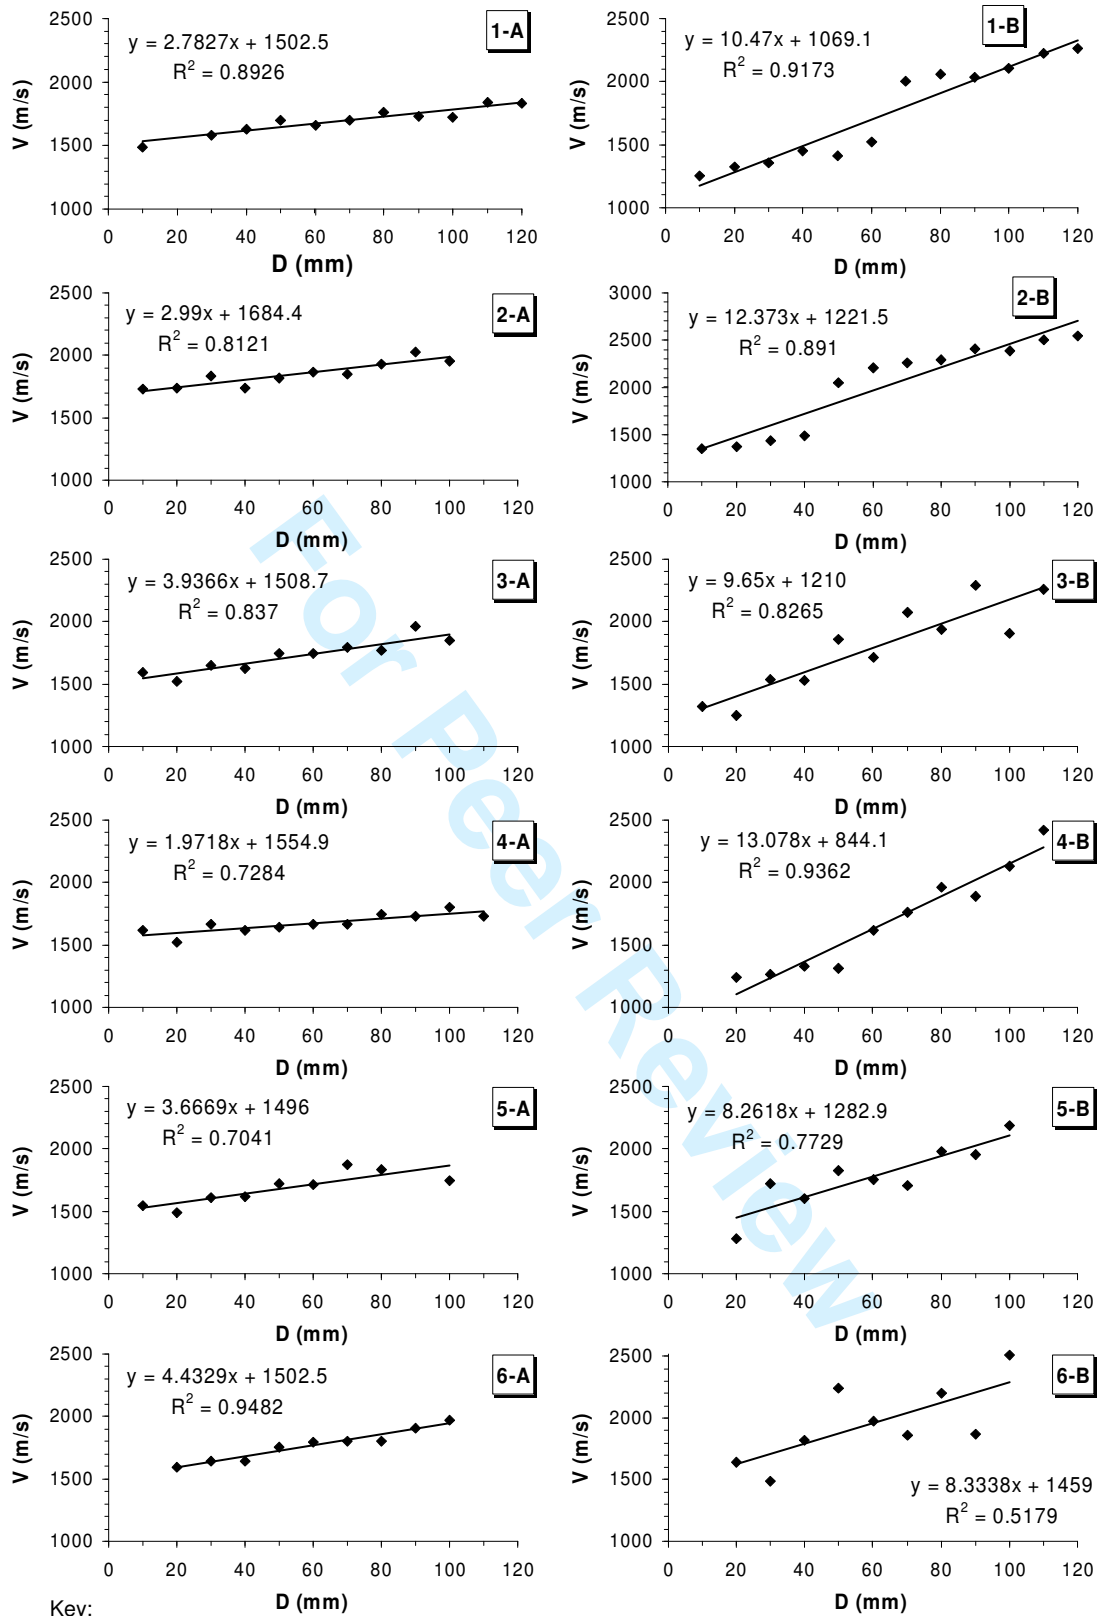 2500
2000
1500
1000
V (m/s)
y = 2.7827x + 1502.5
R² = 0.8926
1-A
0 20 40 60 80 100 120
D (mm)
2500
2000
1500
1000
V (m/s)
y = 10.47x + 1069.1
R² = 0.9173
1-B
0 20 40 60 80 100 120
D (mm)
2500
2000
1500
1000
V (m/s)
y = 2.99x + 1684.4
R² = 0.8121
2-A
0 20 40 60 80 100 120
D (mm)
3000
2500
2000
1500
1000
V (m/s)
y = 12.373x + 1221.5
R² = 0.891
2-B
0 20 40 60 80 100 120
D (mm)
2500
2000
1500
1000
V (m/s)
y = 3.9366x + 1508.7
R² = 0.837
3-A
0 20 40 60 80 100 120
D (mm)
2500
2000
1500
1000
V (m/s)
y = 9.65x + 1210
R² = 0.8265
3-B
0 20 40 60 80 100 120
D (mm)
2500
2000
1500
1000
V (m/s)
y = 1.9718x + 1554.9
R² = 0.7284
4-A
0 20 40 60 80 100 120
D (mm)
2500
2000
1500
1000
V (m/s)
y = 13.078x + 844.1
R² = 0.9362
4-B
0 20 40 60 80 100 120
D (mm)
2500
2000
1500
1000
V (m/s)
y = 3.6669x + 1496
R² = 0.7041
5-A
0 20 40 60 80 100 120
D (mm)
2500
2000
1500
1000
V (m/s)
y = 8.2618x + 1282.9
R² = 0.7729
5-B
0 20 40 60 80 100 120
D (mm)
2500
2000
1500
1000
V (m/s)
y = 4.4329x + 1502.5
R² = 0.9482
6-A
0 20 40 60 80 100 120
D (mm)
2500
2000
1500
1000
V (m/s)
6-B
y = 8.3338x + 1459
R² = 0.5179
0 20 40 60 80 100 120
D (mm)
Key:
For Peer Review